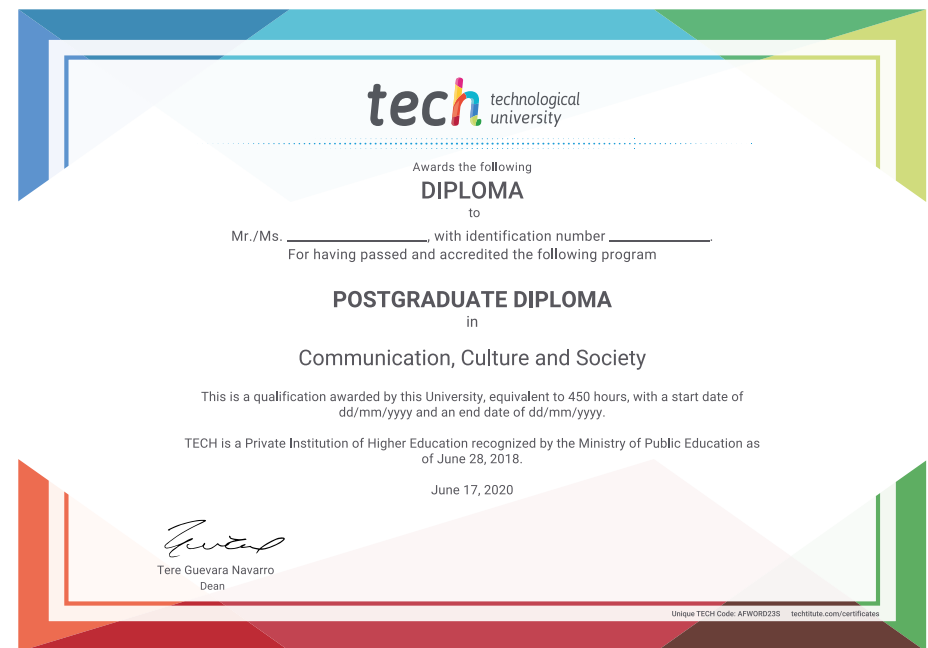 tech technological
university
Awards the following
DIPLOMA
to
Mr./Ms. ____________, with identification number _________.
For having passed and accredited the following program
POSTGRADUATE DIPLOMA
in
Communication, Culture and Society
This is a qualification awarded by this University, equivalent to 450 hours, with a start date of
dd/mm/yyyy and an end date of dd/mm/yyyy.
TECH is a Private Institution of Higher Education recognized by the Ministry of Public Education as
of June 28, 2018.
June 17, 2020
Tere Guevara Navarro
Dean
Unique TECH Code: AFWORD23S techtitute.com/certificates